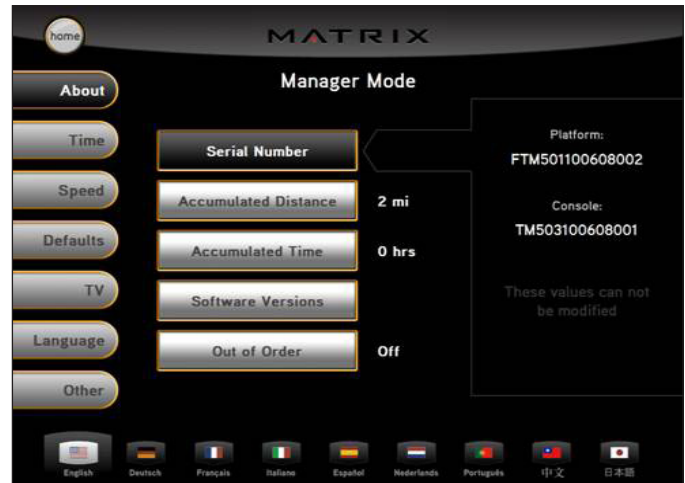 home
MATRIX
Manager Mode
About
Time
Speed
Defaults
TV
Language
Other
Serial Number
Accumulated Distance 2 mi
Accumulated Time 0 hrs
Software Versions
Out of Order Off
Platform:
FTM501100608002
Console:
TM503100608001
These values can not
be modified
English Deutsch Français Italiano Español Nederlands Português 中文 日本語